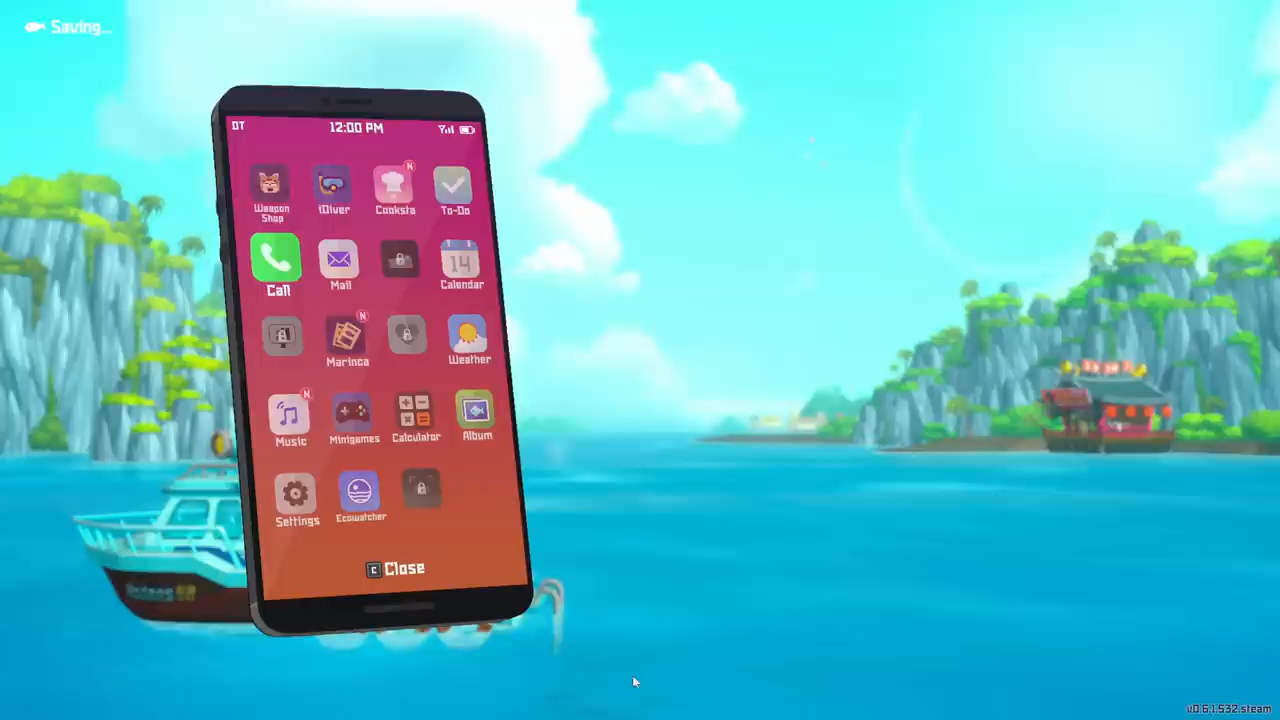 Saving...
DT 12:00 PM
Weapon Shop
iDiver
N
Cooksta
To-Do
Call
Mail
14
Calendar
N
Marinca
Weather
N
Music
Minigames
Calculator
Album
Settings
Ecowatcher
C Close
v0.6.1.532.steam